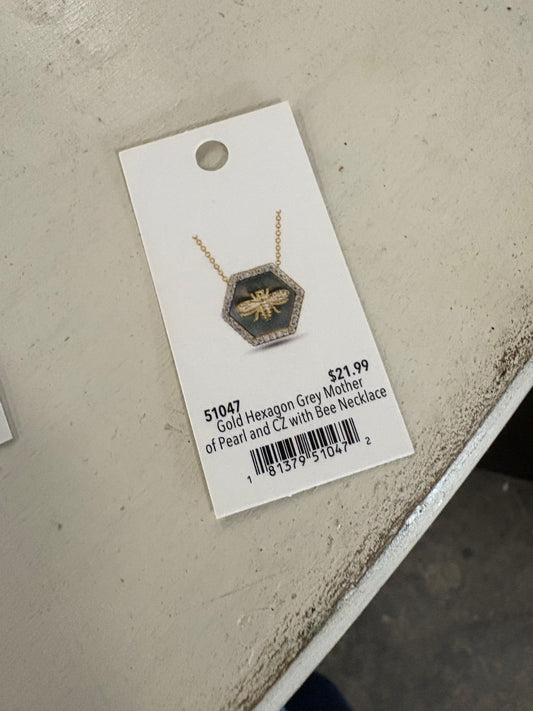 51047 $21.99
Gold Hexagon Grey Mother
of Pearl and CZ with Bee Necklace
1 81379 51047 2